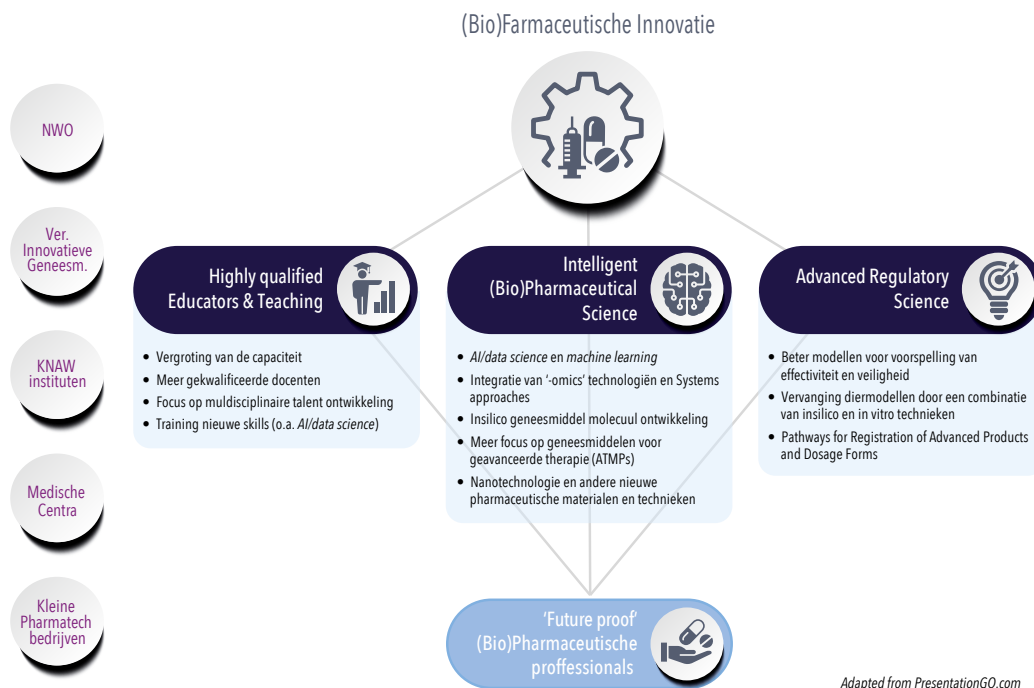 (Bio)Farmaceutische Innovatie
NWO
Ver.
Innovatieve
Geneesm.
KNAW
instituten
Medische
Centra
Kleine
Pharmatech
bedrijven
Highly qualified
Educators & Teaching
• Vergroting van de capaciteit
• Meer gekwalificeerde docenten
• Focus op muldisciplinaire talent ontwikkeling
• Training nieuwe skills (o.a. AI/data science)
Intelligent
(Bio)Pharmaceutical
Science
• AI/data science en machine learning
• Integratie van '-omics' technologiën en Systems
approaches
• Insilico geneesmiddel molecuul ontwikkeling
• Meer focus op geneesmiddelen voor
geavanceerde therapie (ATMPs)
• Nanotechnologie en andere nieuwe
pharmaceutische materialen en technieken
Advanced Regulatory
Science
• Beter modellen voor voorspelling van
effectiviteit en veiligheid
• Vervanging diermodellen door een combinatie
van insilico en in vitro technieken
• Pathways for Registration of Advanced Products
and Dosage Forms
'Future proof'
(Bio)Pharmaceutische
proffessionals
Adapted from PresentationGO.com